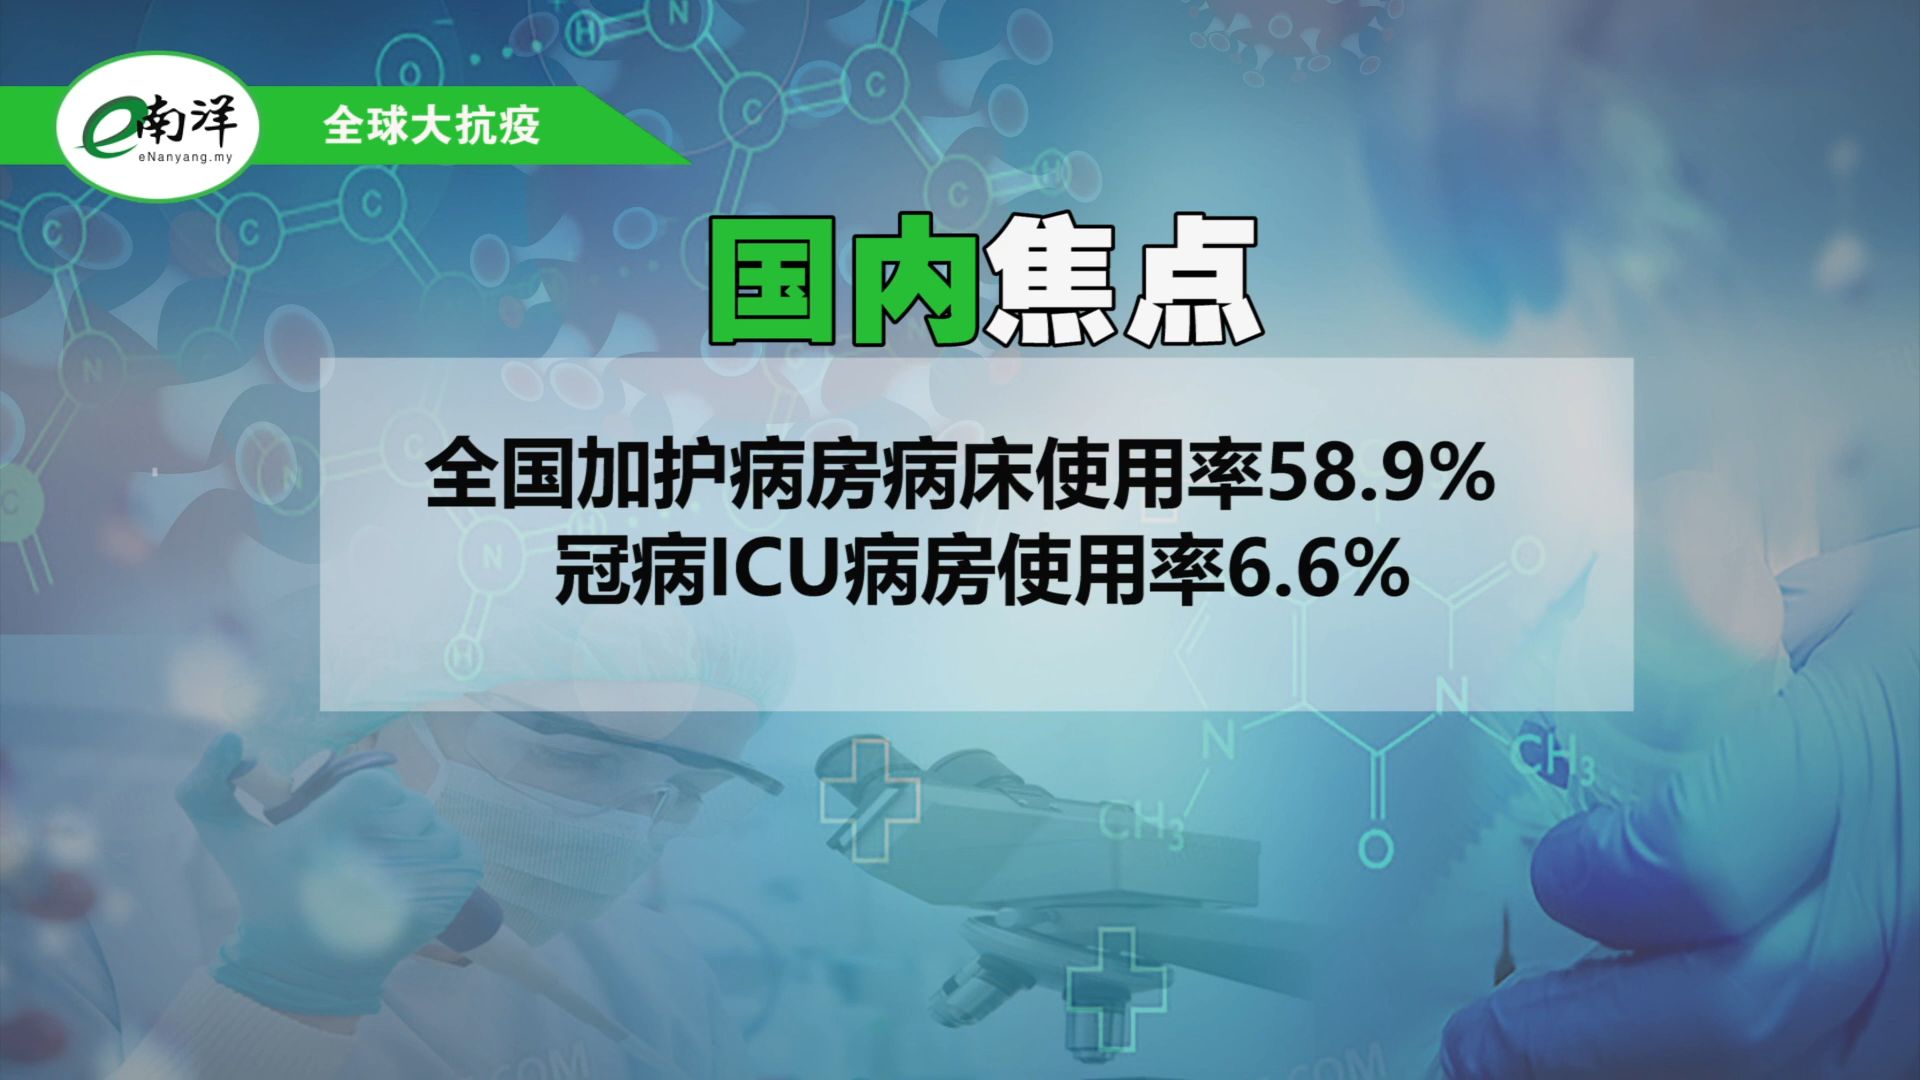 e南洋
eNanyang.my
全球大抗疫
国内焦点
全国加护病房病床使用率58.9%
冠病ICU病房使用率6.6%